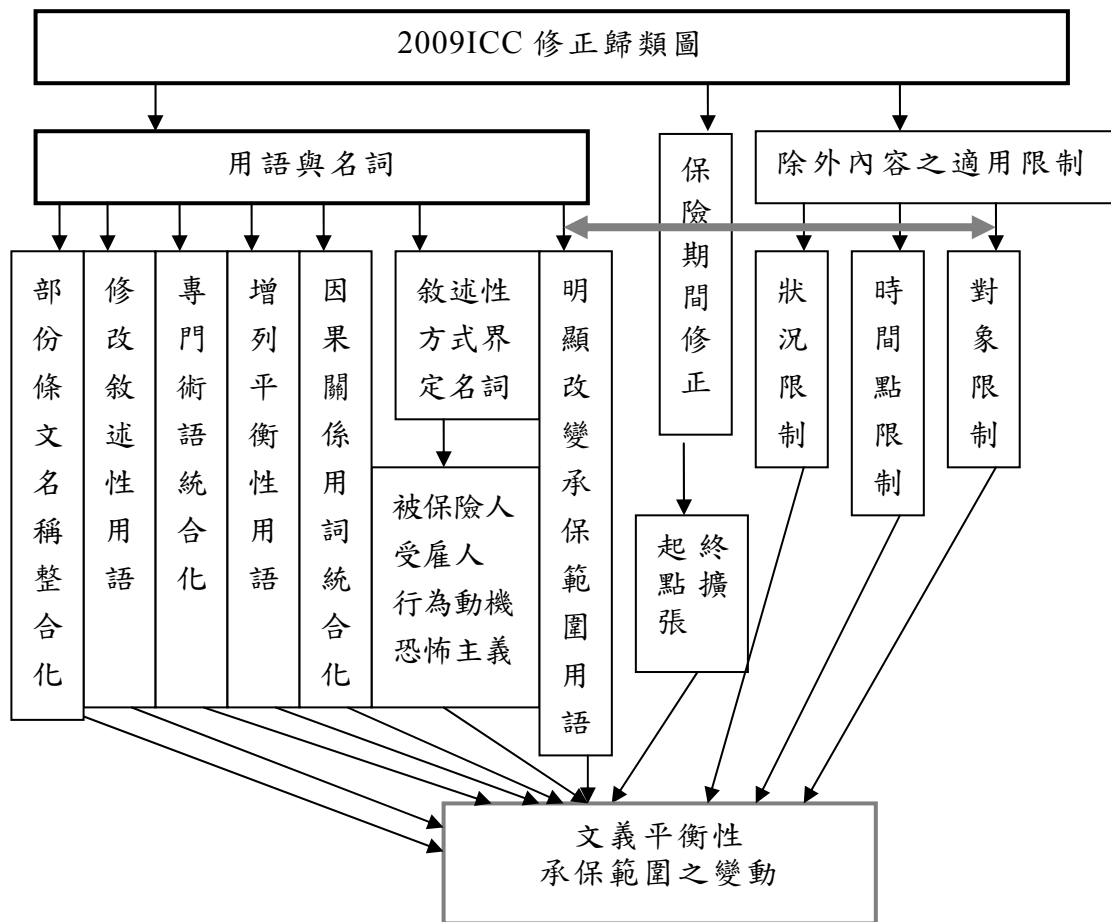 2009ICC 修正歸類圖
用語與名詞
保險期間修正
除外內容之適用限制
部份條文名稱整合化
修改敘述性用語
專門術語統合化
增列平衡性用語
因果關係用詞統合化
敘述性
方式界
定名詞
明顯改變承保範圍用語
狀況限制
時間點限制
對象限制
被保險人
受雇人
行為動機
恐怖主義
起終
點擴
張
文義平衡性
承保範圍之變動